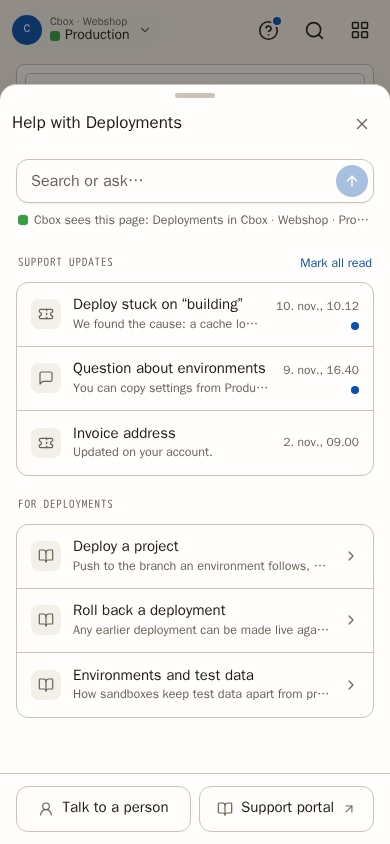 C
Cbox · Webshop
Production
Help with Deployments
Search or ask···
Cbox sees this page: Deployments in Cbox · Webshop · Pro···
SUPPORT UPDATES
Mark all read
Deploy stuck on “building”
10. nov., 10.12
We found the cause: a cache lo···
Question about environments
9. nov., 16.40
You can copy settings from Produ···
Invoice address
2. nov., 09.00
Updated on your account.
FOR DEPLOYMENTS
Deploy a project
Push to the branch an environment follows, ···
Roll back a deployment
Any earlier deployment can be made live aga···
Environments and test data
How sandboxes keep test data apart from pr···
Talk to a person
Support portal